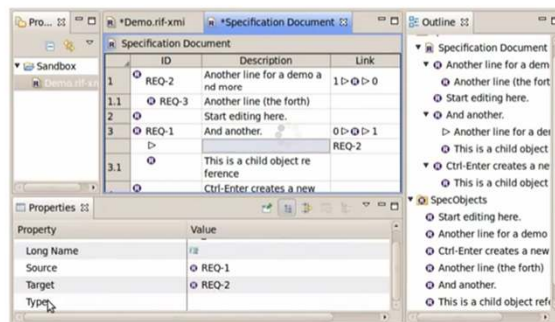 Pro...
*Demo.rif-xmi
*Specification Document
Outline
Sandbox
Demo.rif-xm
Specification Document
ID Description Link
1 REQ-2 Another line for a demo a 1 ▷ ▷ 0
nd more
1.1 REQ-3 Another line (the forth)
2 Start editing here.
3 REQ-1 And another. 0 ▷ ▷ 1
▷ REQ-2
3.1 This is a child object re
ference
Ctrl-Enter creates a new
Specification Document
Another line for a dem
Another line (the fort
Start editing here.
And another.
▷ Another line for a de
This is a child object
Ctrl-Enter creates a ne
This is a child object
SpecObjects
Start editing here.
Another line for a demo
Ctrl-Enter creates a new
Another line (the forth)
And another.
This is a child object refe
Properties
Property Value
Long Name
Source REQ-1
Target REQ-2
Type